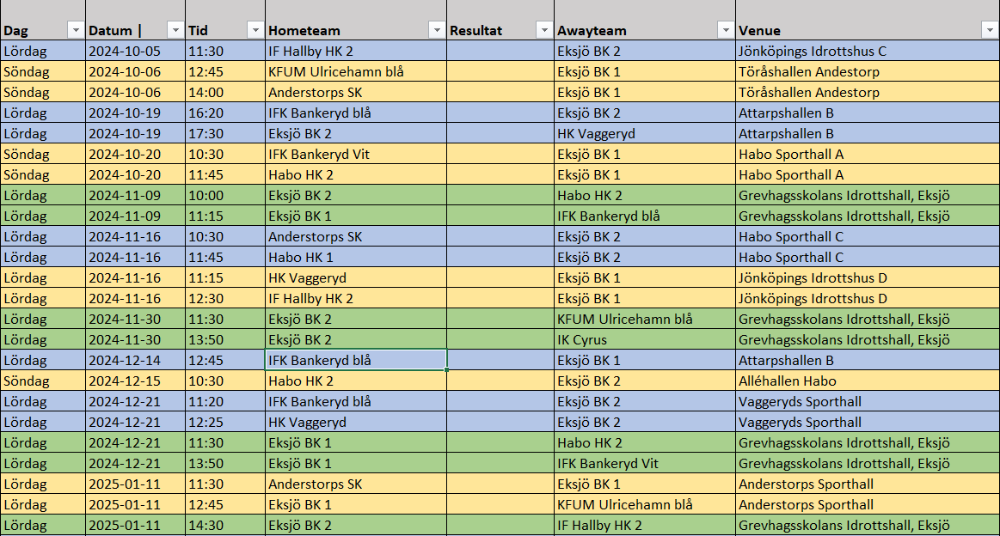 Dag Datum | Tid Hometeam Resultat Awayteam Venue
Lördag 2024-10-05 11:30 IF Hallby HK 2 Eksjö BK 2 Jönköpings Idrottshus C
Söndag 2024-10-06 12:45 KFUM Ulricehamn blå Eksjö BK 1 Töråshallen Andestorp
Söndag 2024-10-06 14:00 Anderstorps SK Eksjö BK 1 Töråshallen Andestorp
Lördag 2024-10-19 16:20 IFK Bankeryd blå Eksjö BK 2 Attarpshallen B
Lördag 2024-10-19 17:30 Eksjö BK 2 HK Vaggeryd Attarpshallen B
Söndag 2024-10-20 10:30 IFK Bankeryd Vit Eksjö BK 1 Habo Sporthall A
Söndag 2024-10-20 11:45 Habo HK 2 Eksjö BK 1 Habo Sporthall A
Lördag 2024-11-09 10:00 Eksjö BK 2 Habo HK 2 Grevhagsskolans Idrottshall, Eksjö
Lördag 2024-11-09 11:15 Eksjö BK 1 IFK Bankeryd blå Grevhagsskolans Idrottshall, Eksjö
Lördag 2024-11-16 10:30 Anderstorps SK Eksjö BK 2 Habo Sporthall C
Lördag 2024-11-16 11:45 Habo HK 1 Eksjö BK 2 Habo Sporthall C
Lördag 2024-11-16 11:15 HK Vaggeryd Eksjö BK 1 Jönköpings Idrottshus D
Lördag 2024-11-16 12:30 IF Hallby HK 2 Eksjö BK 1 Jönköpings Idrottshus D
Lördag 2024-11-30 11:30 Eksjö BK 2 KFUM Ulricehamn blå Grevhagsskolans Idrottshall, Eksjö
Lördag 2024-11-30 13:50 Eksjö BK 2 IK Cyrus Grevhagsskolans Idrottshall, Eksjö
Lördag 2024-12-14 12:45 IFK Bankeryd blå Eksjö BK 1 Attarpshallen B
Söndag 2024-12-15 10:30 Habo HK 2 Eksjö BK 2 Alléhallen Habo
Lördag 2024-12-21 11:20 IFK Bankeryd blå Eksjö BK 2 Vaggeryds Sporthall
Lördag 2024-12-21 12:25 HK Vaggeryd Eksjö BK 2 Vaggeryds Sporthall
Lördag 2024-12-21 11:30 Eksjö BK 1 Habo HK 2 Grevhagsskolans Idrottshall, Eksjö
Lördag 2024-12-21 13:50 Eksjö BK 1 IFK Bankeryd Vit Grevhagsskolans Idrottshall, Eksjö
Lördag 2025-01-11 11:30 Anderstorps SK Eksjö BK 1 Anderstorps Sporthall
Lördag 2025-01-11 12:45 Eksjö BK 1 KFUM Ulricehamn blå Anderstorps Sporthall
Lördag 2025-01-11 14:30 Eksjö BK 2 IF Hallby HK 2 Grevhagsskolans Idrottshall, Eksjö